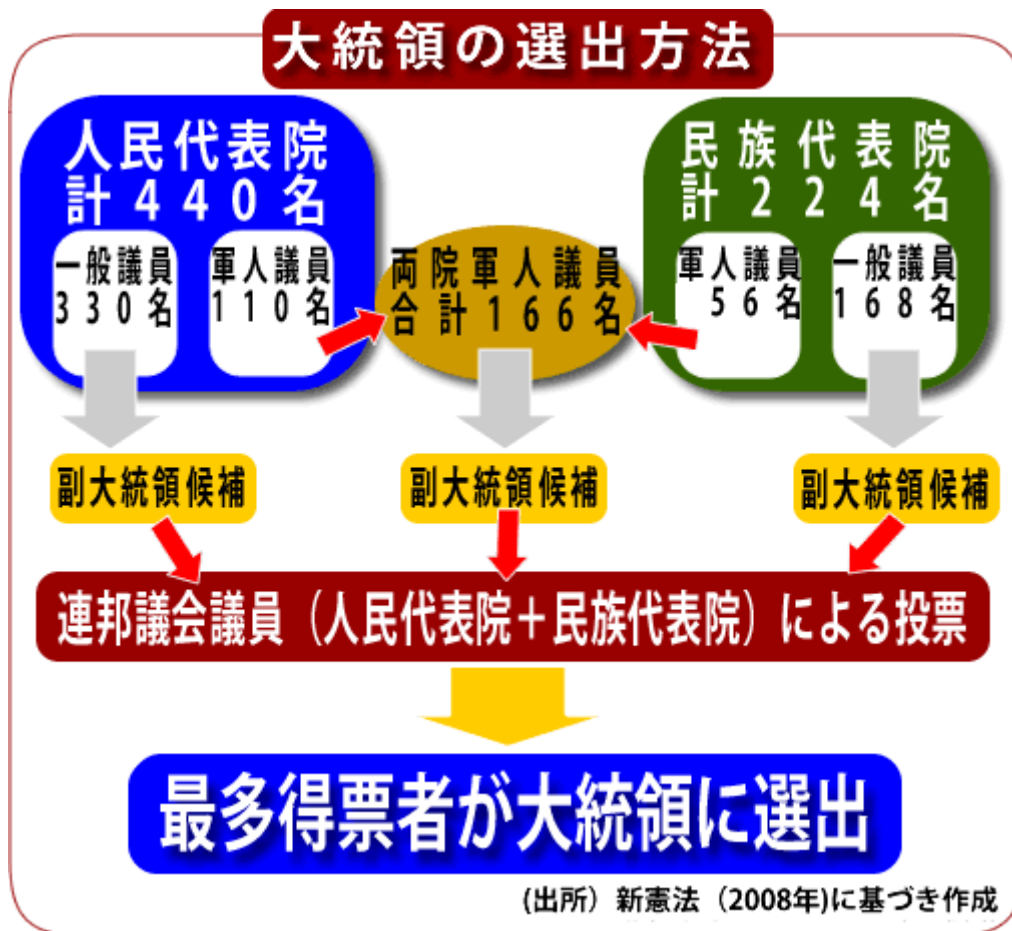 大統領の選出方法
人民代表院
計440名
一般議員
330名
軍人議員
110名
両院軍人議員
合計166名
民族代表院
計224名
軍人議員
56名
一般議員
168名
副大統領候補
副大統領候補
副大統領候補
連邦議会議員（人民代表院＋民族代表院）による投票
最多得票者が大統領に選出
(出所）新憲法（2008年)に基づき作成